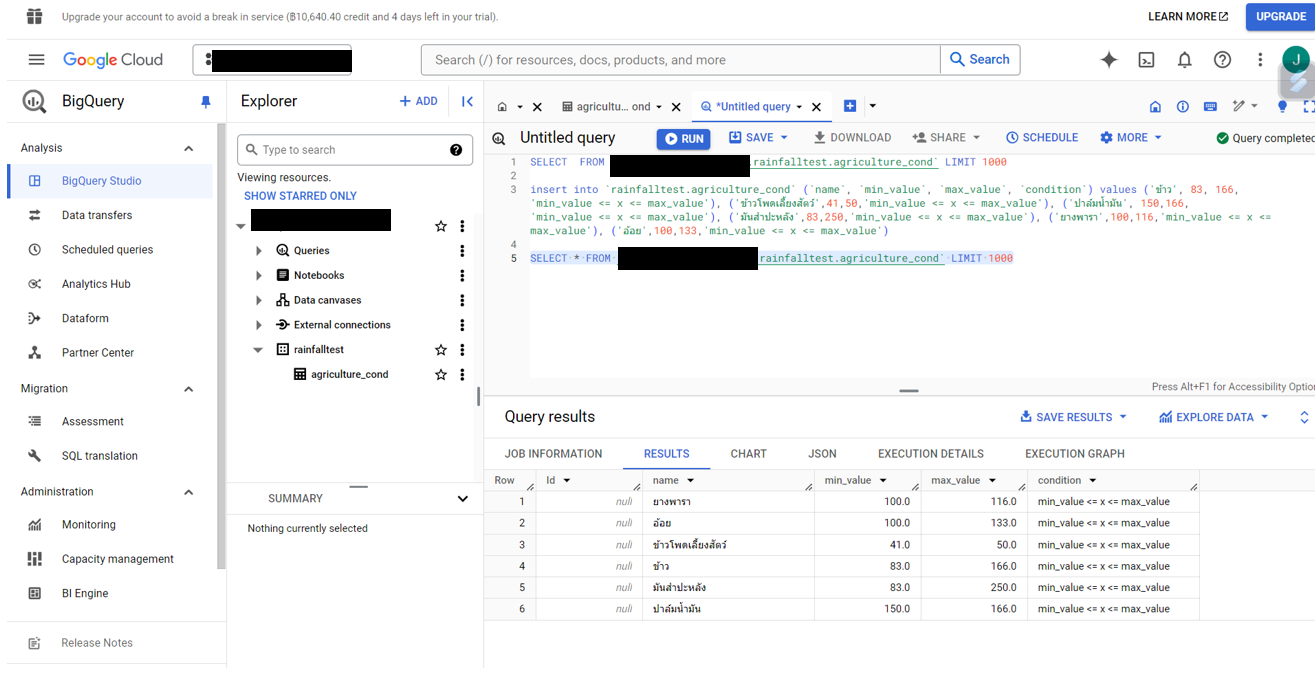 Upgrade your account to avoid a break in service (฿10,640.40 credit and 4 days left in your trial).
LEARN MORE
UPGRADE
Google Cloud
Search (/) for resources, docs, products, and more
Search
J
BigQuery
Analysis
BigQuery Studio
Data transfers
Scheduled queries
Analytics Hub
Dataform
Partner Center
Migration
Assessment
SQL translation
Administration
Monitoring
Capacity management
BI Engine
Release Notes
Explorer
+ ADD
Type to search
Viewing resources.
SHOW STARRED ONLY
Queries
Notebooks
Data canvases
External connections
rainfalltest
agriculture_cond
SUMMARY
Nothing currently selected
agricultu... ond
*Untitled query
Untitled query
RUN
SAVE
DOWNLOAD
SHARE
SCHEDULE
MORE
Query completed
1 SELECT FROM .rainfalltest.agriculture_cond` LIMIT 1000
2
3 insert into `rainfalltest.agriculture_cond` (`name`, `min_value`, `max_value`, `condition`) values ('ข้าว', 83, 166,
'min_value <= x <= max_value'), ('ข้าวโพดเลี้ยงสัตว์',41,50,'min_value <= x <= max_value'), ('ปาล์มน้ำมัน', 150,166,
'min_value <= x <= max_value'), ('มันสำปะหลัง',83,250,'min_value <= x <= max_value'), ('ยางพารา',100,116,'min_value <= x <=
max_value'), ('อ้อย',100,133,'min_value <= x <= max_value')
4
5 SELECT * FROM rainfalltest.agriculture_cond` LIMIT 1000
Press Alt+F1 for Accessibility Optio
Query results
SAVE RESULTS
EXPLORE DATA
JOB INFORMATION
RESULTS
CHART
JSON
EXECUTION DETAILS
EXECUTION GRAPH
Row Id name min_value max_value condition
1 null ยางพารา 100.0 116.0 min_value <= x <= max_value
2 null อ้อย 100.0 133.0 min_value <= x <= max_value
3 null ข้าวโพดเลี้ยงสัตว์ 41.0 50.0 min_value <= x <= max_value
4 null ข้าว 83.0 166.0 min_value <= x <= max_value
5 null มันสำปะหลัง 83.0 250.0 min_value <= x <= max_value
6 null ปาล์มน้ำมัน 150.0 166.0 min_value <= x <= max_value